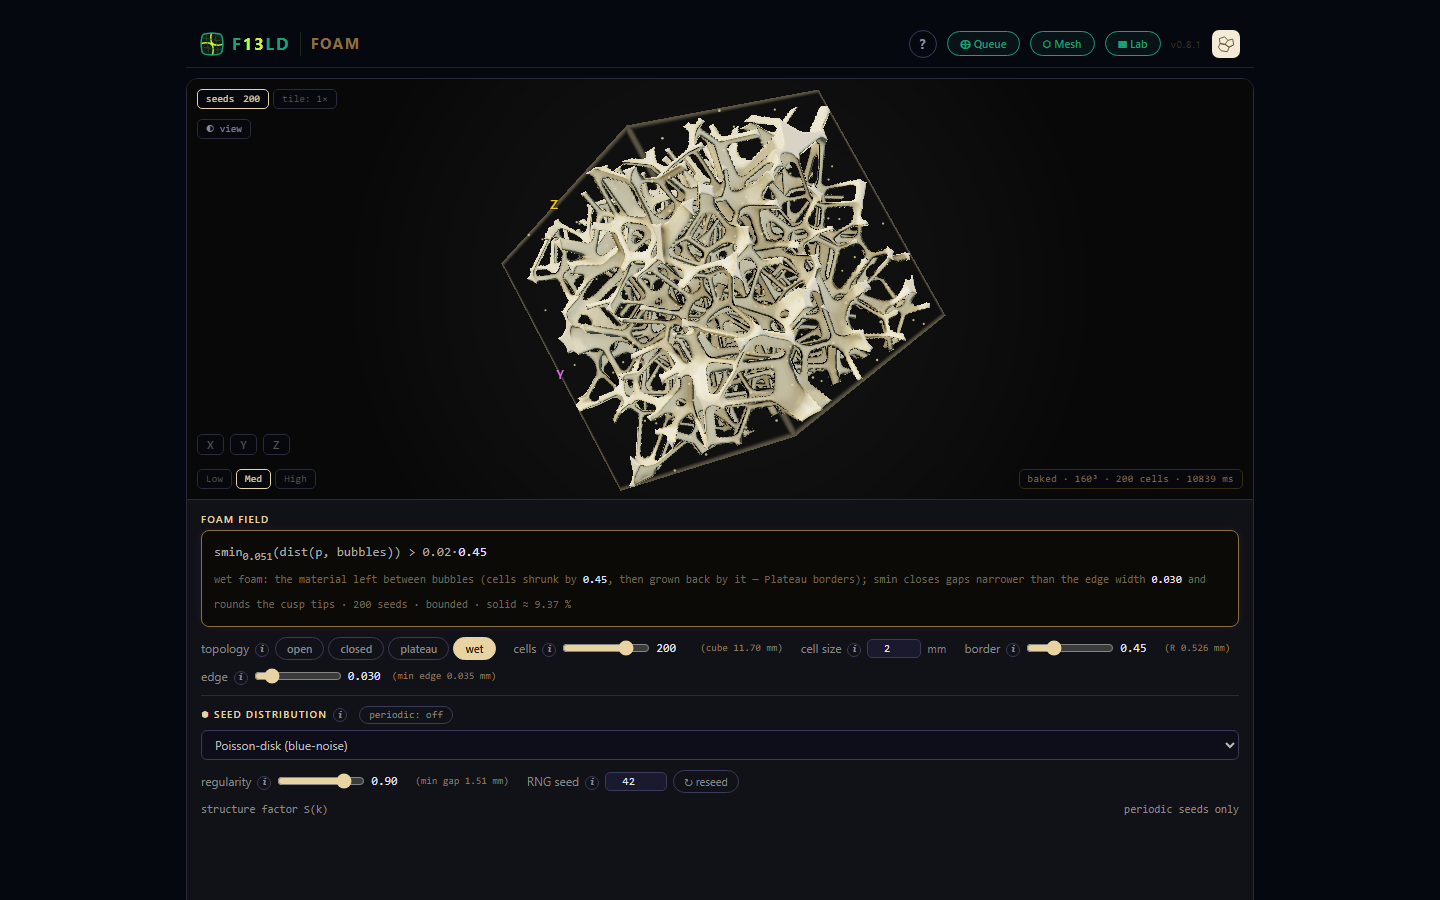 F13LD FOAM ? Queue Mesh Lab v0.8.1
seeds 200 tile: 1×
view
Z
Y
X Y Z
Low Med High baked · 160³ · 200 cells · 10839 ms
FOAM FIELD
smin0.051(dist(p, bubbles)) > 0.02·0.45
wet foam: the material left between bubbles (cells shrunk by 0.45, then grown back by it — Plateau borders); smin closes gaps narrower than the edge width 0.030 and
rounds the cusp tips · 200 seeds · bounded · solid ≈ 9.37 %
topology i open closed plateau wet cells i 200 (cube 11.70 mm) cell size i 2 mm border i 0.45 (R 0.526 mm)
edge i 0.030 (min edge 0.035 mm)
SEED DISTRIBUTION i periodic: off
Poisson-disk (blue-noise)
regularity i 0.90 (min gap 1.51 mm) RNG seed i 42 ↻ reseed
structure factor S(k) periodic seeds only